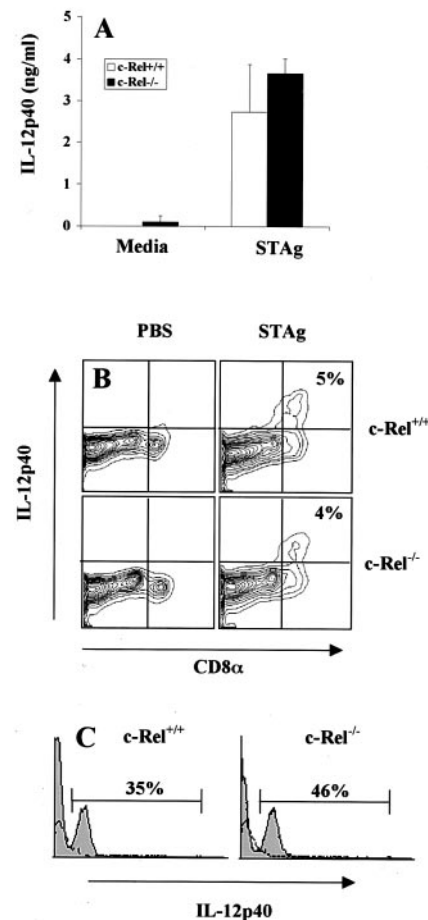 A
IL-12p40 (ng/ml)
5
4
3
2
1
0
c-Rel+/+
c-Rel-/-
Media
STAg
PBS
STAg
B
5%
c-Rel+/+
IL-12p40
4%
c-Rel-/-
CD8α
C
c-Rel+/+
c-Rel-/-
35%
46%
IL-12p40